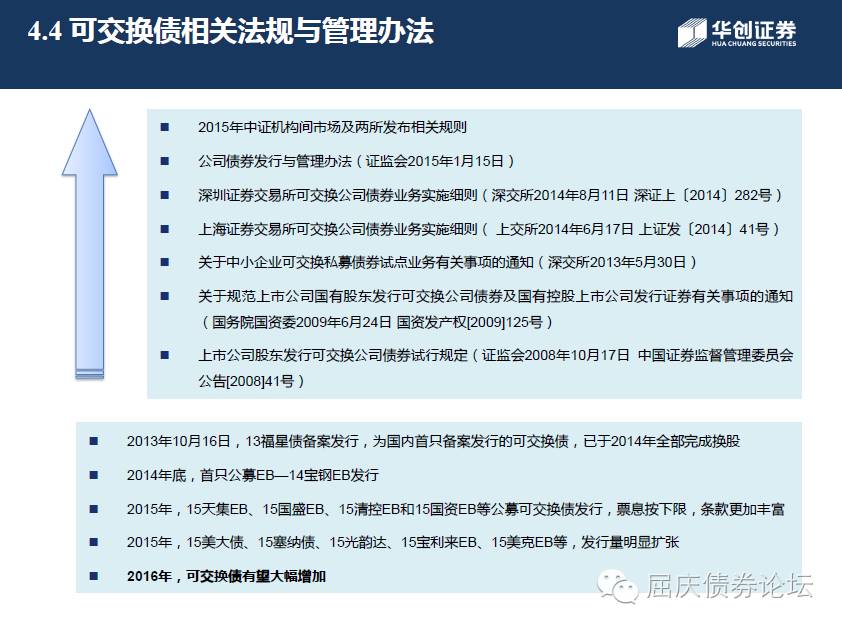 4.4 可交换债相关法规与管理办法
华创证券
HUA CHUANG SECURITIES
■ 2015年中证机构间市场及两所发布相关规则
■ 公司债券发行与管理办法（证监会2015年1月15日）
■ 深圳证券交易所可交换公司债券业务实施细则（深交所2014年8月11日 深证上〔2014〕282号）
■ 上海证券交易所可交换公司债券业务实施细则（ 上交所2014年6月17日 上证发〔2014〕41号）
■ 关于中小企业可交换私募债券试点业务有关事项的通知（深交所2013年5月30日）
■ 关于规范上市公司国有股东发行可交换公司债券及国有控股上市公司发行证券有关事项的通知
（国务院国资委2009年6月24日 国资发产权[2009]125号）
■ 上市公司股东发行可交换公司债券试行规定（证监会2008年10月17日 中国证券监督管理委员会
公告[2008]41号）
■ 2013年10月16日，13福星债备案发行，为国内首只备案发行的可交换债，已于2014年全部完成换股
■ 2014年底，首只公募EB—14宝钢EB发行
■ 2015年，15天集EB、15国盛EB、15清控EB和15国资EB等公募可交换债发行，票息按下限，条款更加丰富
■ 2015年，15美大债、15塞纳债、15光韵达、15宝利来EB、15美克EB等，发行量明显扩张
■ 2016年，可交换债有望大幅增加
屈庆债券论坛